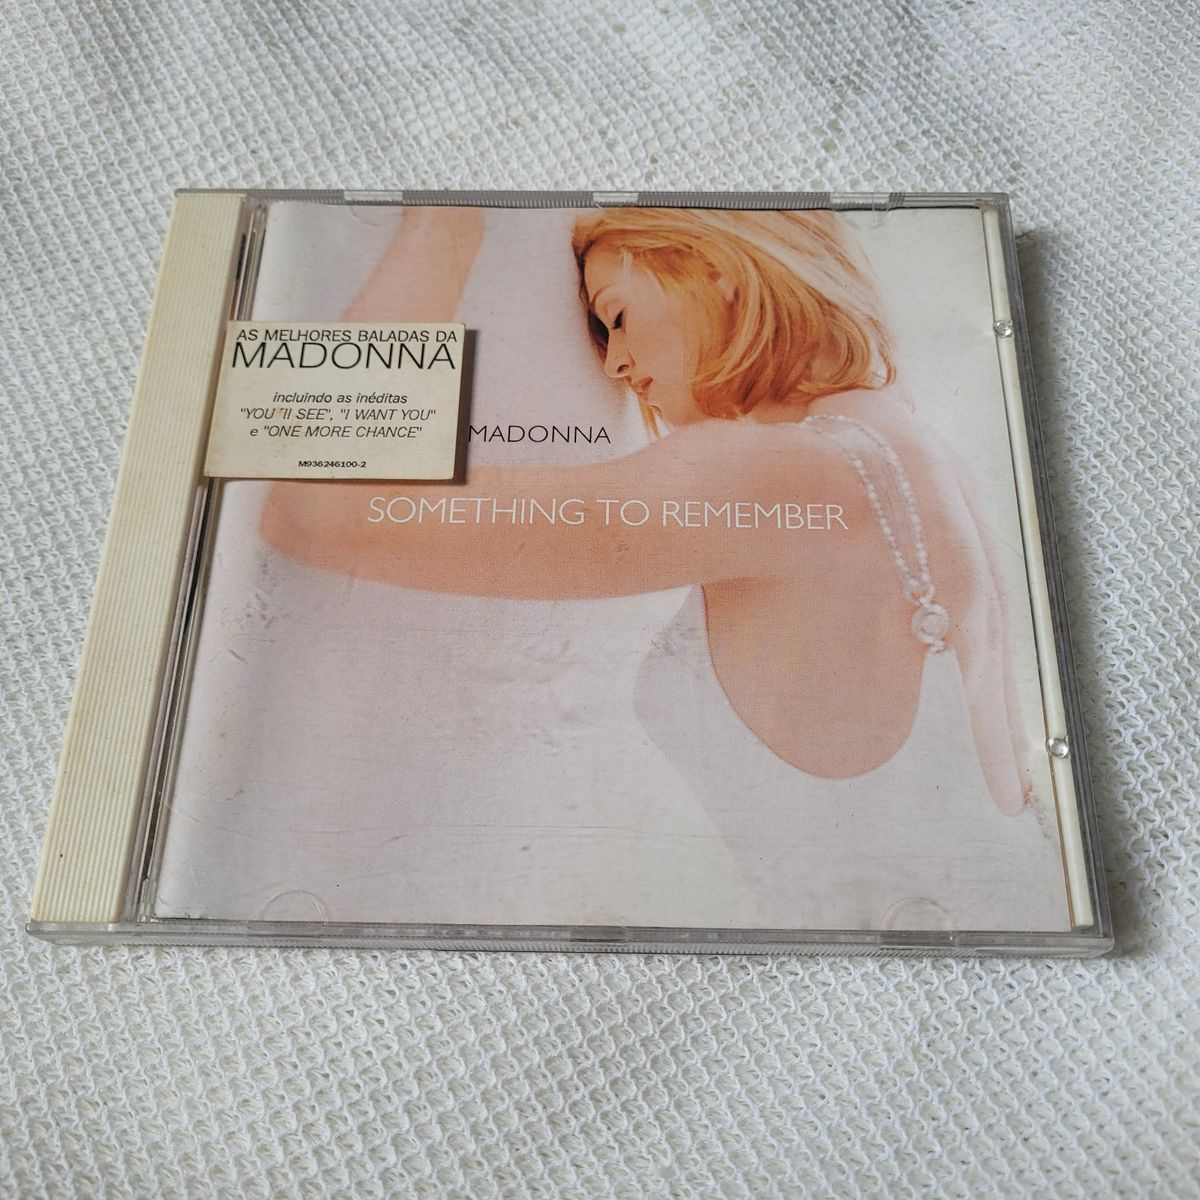 AS MELHORES BALADAS DA
MADONNA
incluindo as inéditas
"YOU'll SEE", "I WANT YOU"
e "ONE MORE CHANCE"
M936246100-2
MADONNA
SOMETHING TO REMEMBER